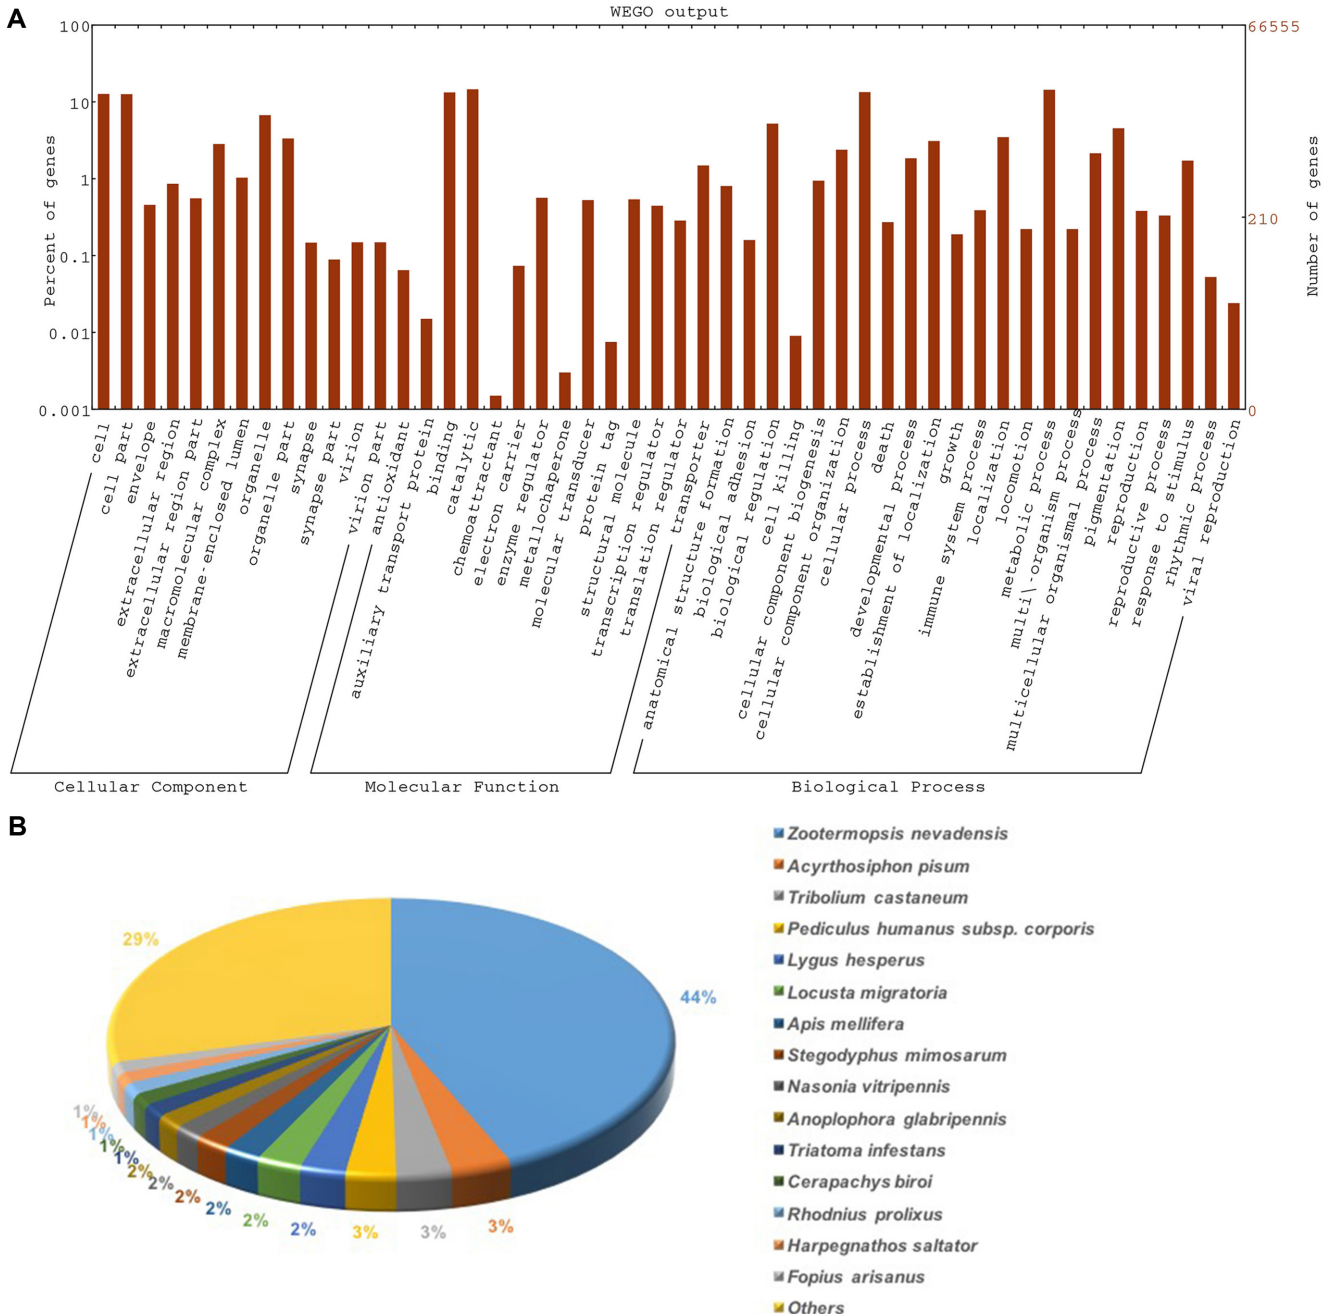 A
WEGO output
100
10
1
0.1
0.01
0.001
Percent of genes
66555
210
0
Number of genes
cell
cell part
envelope
extracellular region
extracellular region part
macromolecular complex
membrane-enclosed lumen
organelle
organelle part
synapse
synapse part
virion
virion part
antioxidant
auxiliary transport protein
binding
catalytic
chemoattractant
electron carrier
enzyme regulator
metallochaperone
molecular transducer
protein tag
structural molecule
transcription regulator
translation regulator
transporter
anatomical structure formation
biological adhesion
biological regulation
cell killing
cellular component biogenesis
cellular component organization
cellular process
death
developmental process
establishment of localization
growth
immune system process
localization
locomotion
metabolic process
multi\-organism process
multicellular organismal process
pigmentation
reproduction
reproductive process
response to stimulus
rhythmic process
viral reproduction
Cellular Component
Molecular Function
Biological Process
B
29%
44%
1%
1%
1%
1%
1%
2%
2%
2%
2%
2%
2%
3%
3%
3%
Zootermopsis nevadensis
Acyrthosiphon pisum
Tribolium castaneum
Pediculus humanus subsp. corporis
Lygus hesperus
Locusta migratoria
Apis mellifera
Stegodyphus mimosarum
Nasonia vitripennis
Anoplophora glabripennis
Triatoma infestans
Cerapachys biroi
Rhodnius prolixus
Harpegnathos saltator
Fopius arisanus
Others